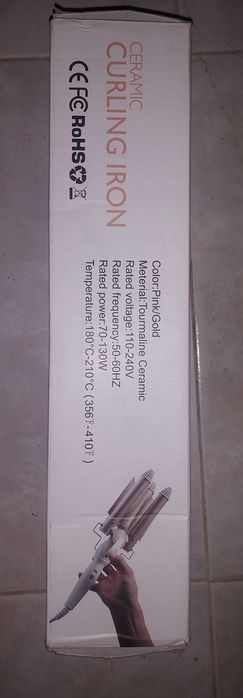 CERAMIC
CURLING IRON
CE FC RoHS
Color:Pink/Gold
Meterial:Tourmaline Ceramic
Rated voltage:110-240V
Rated frequency:50-60HZ
Rated power:70-130W
Temperature:180°C-210°C (356℉-410℉)